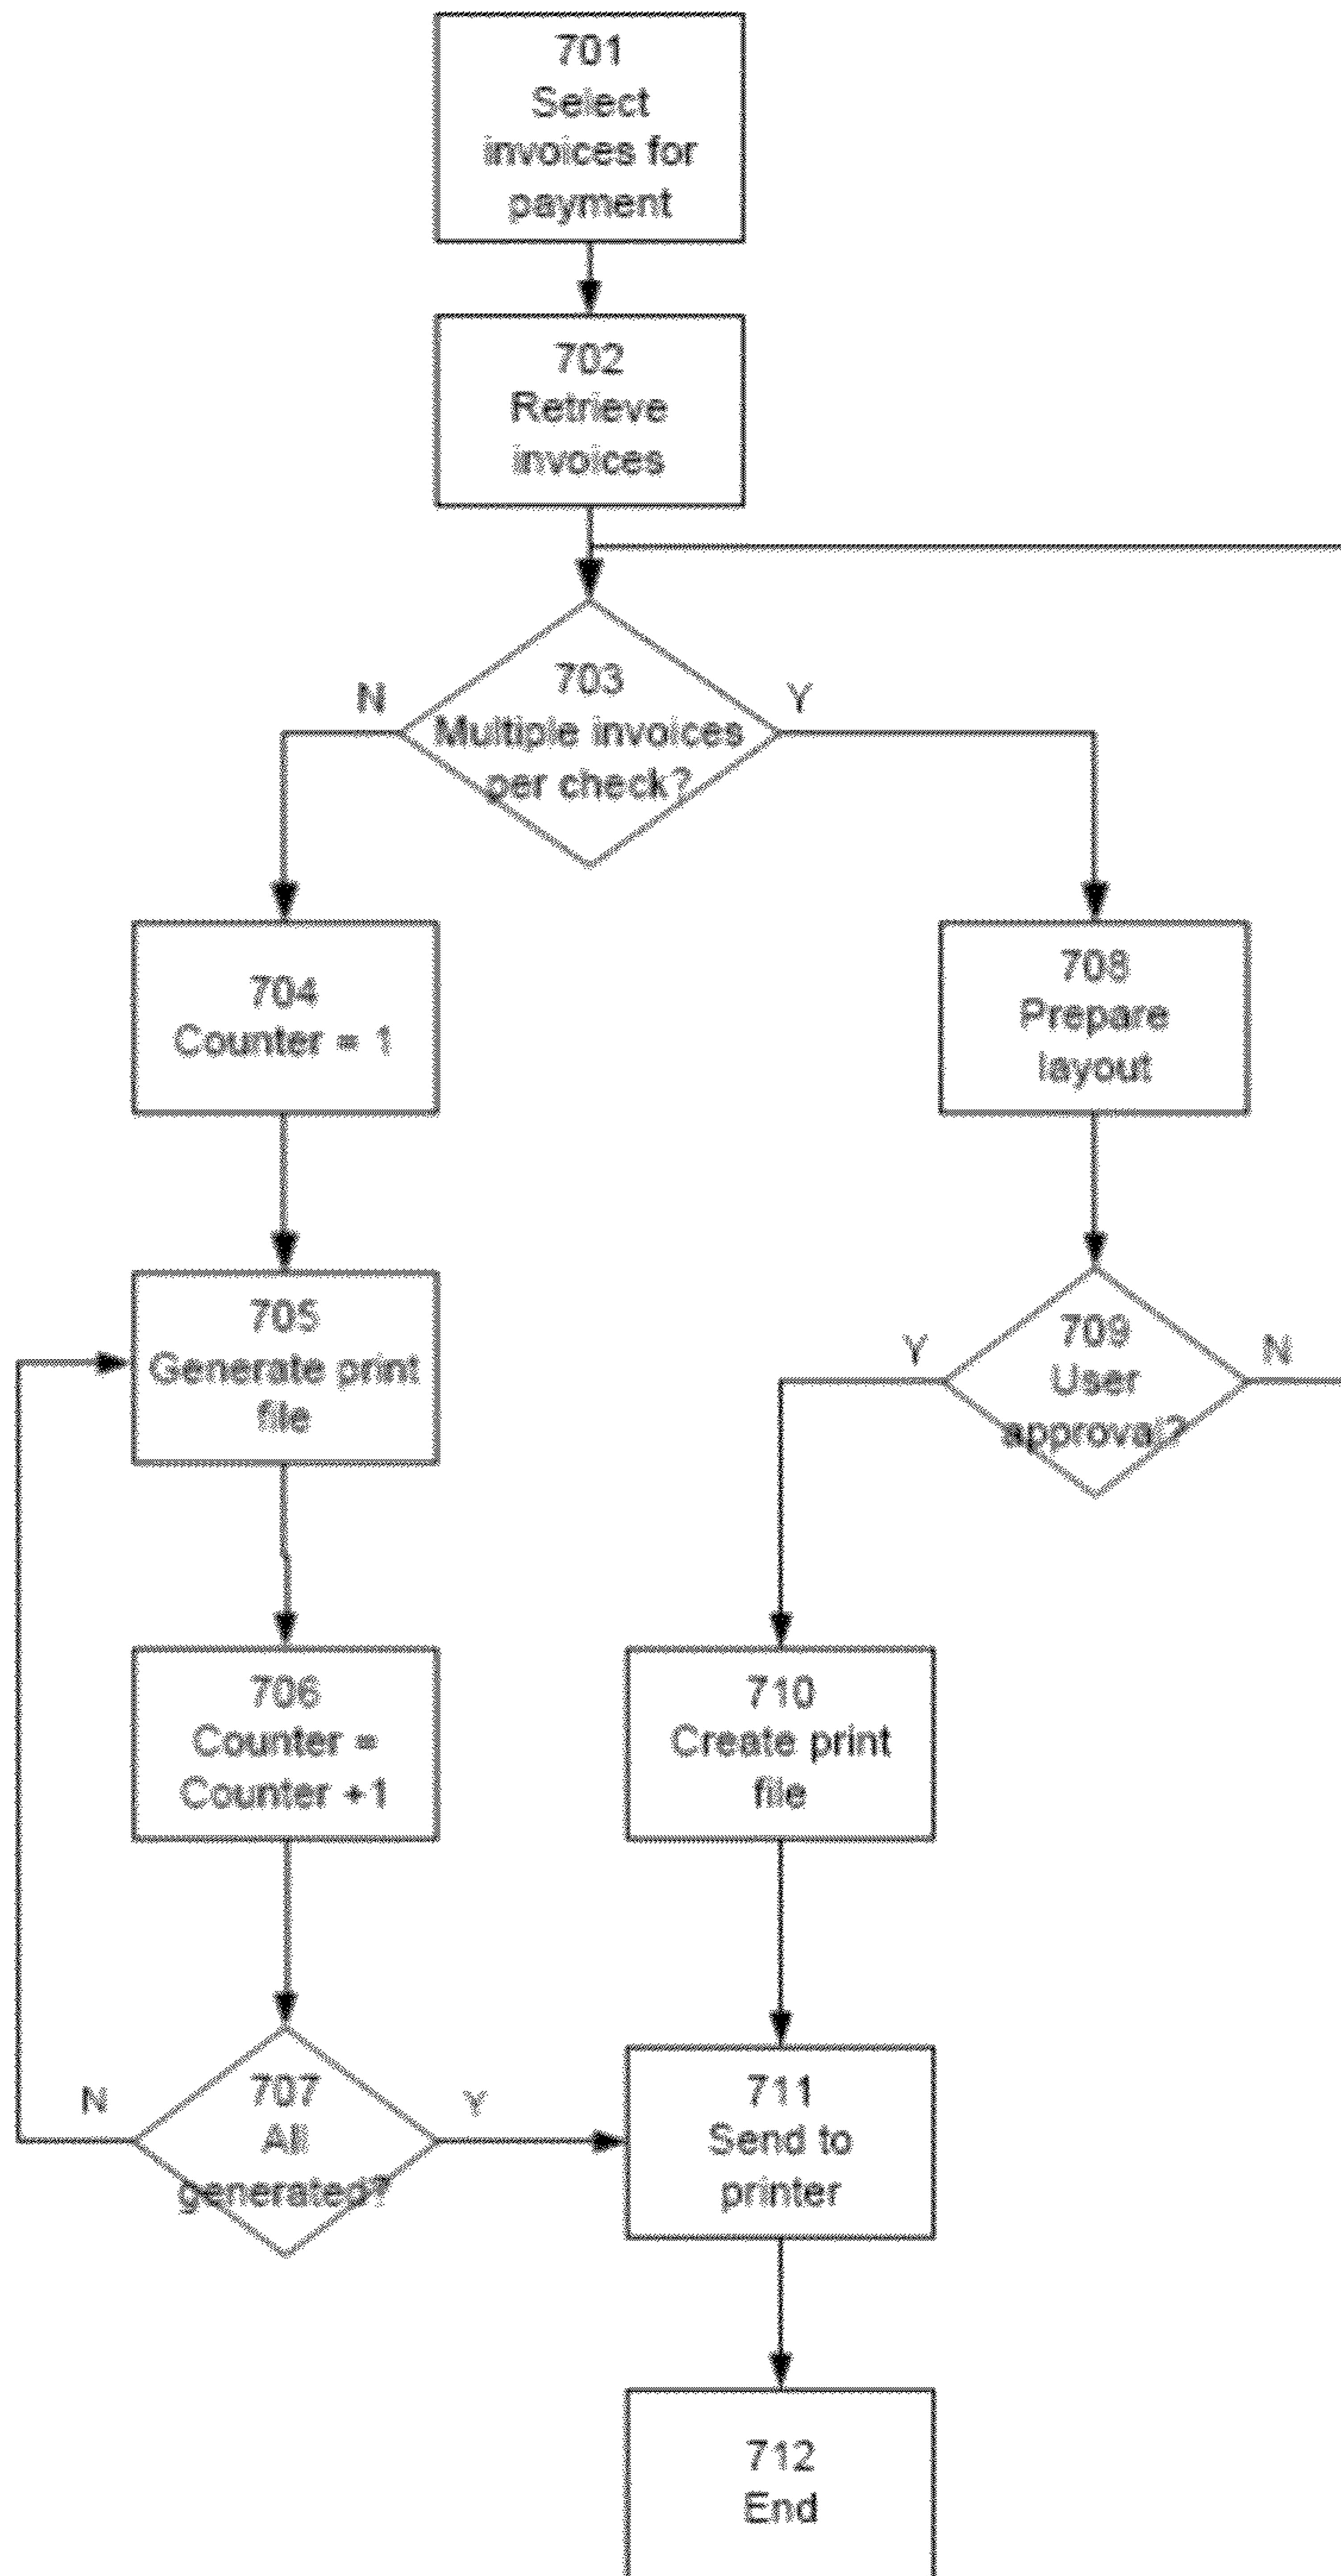 701
Select
invoices for
payment
702
Retrieve
invoices
703
Multiple invoices
per check?
N
Y
704
Counter = 1
708
Prepare
layout
705
Generate print
file
709
User
approval?
Y
N
706
Counter =
Counter +1
710
Create print
file
707
All
generated?
N
Y
711
Send to
printer
712
End